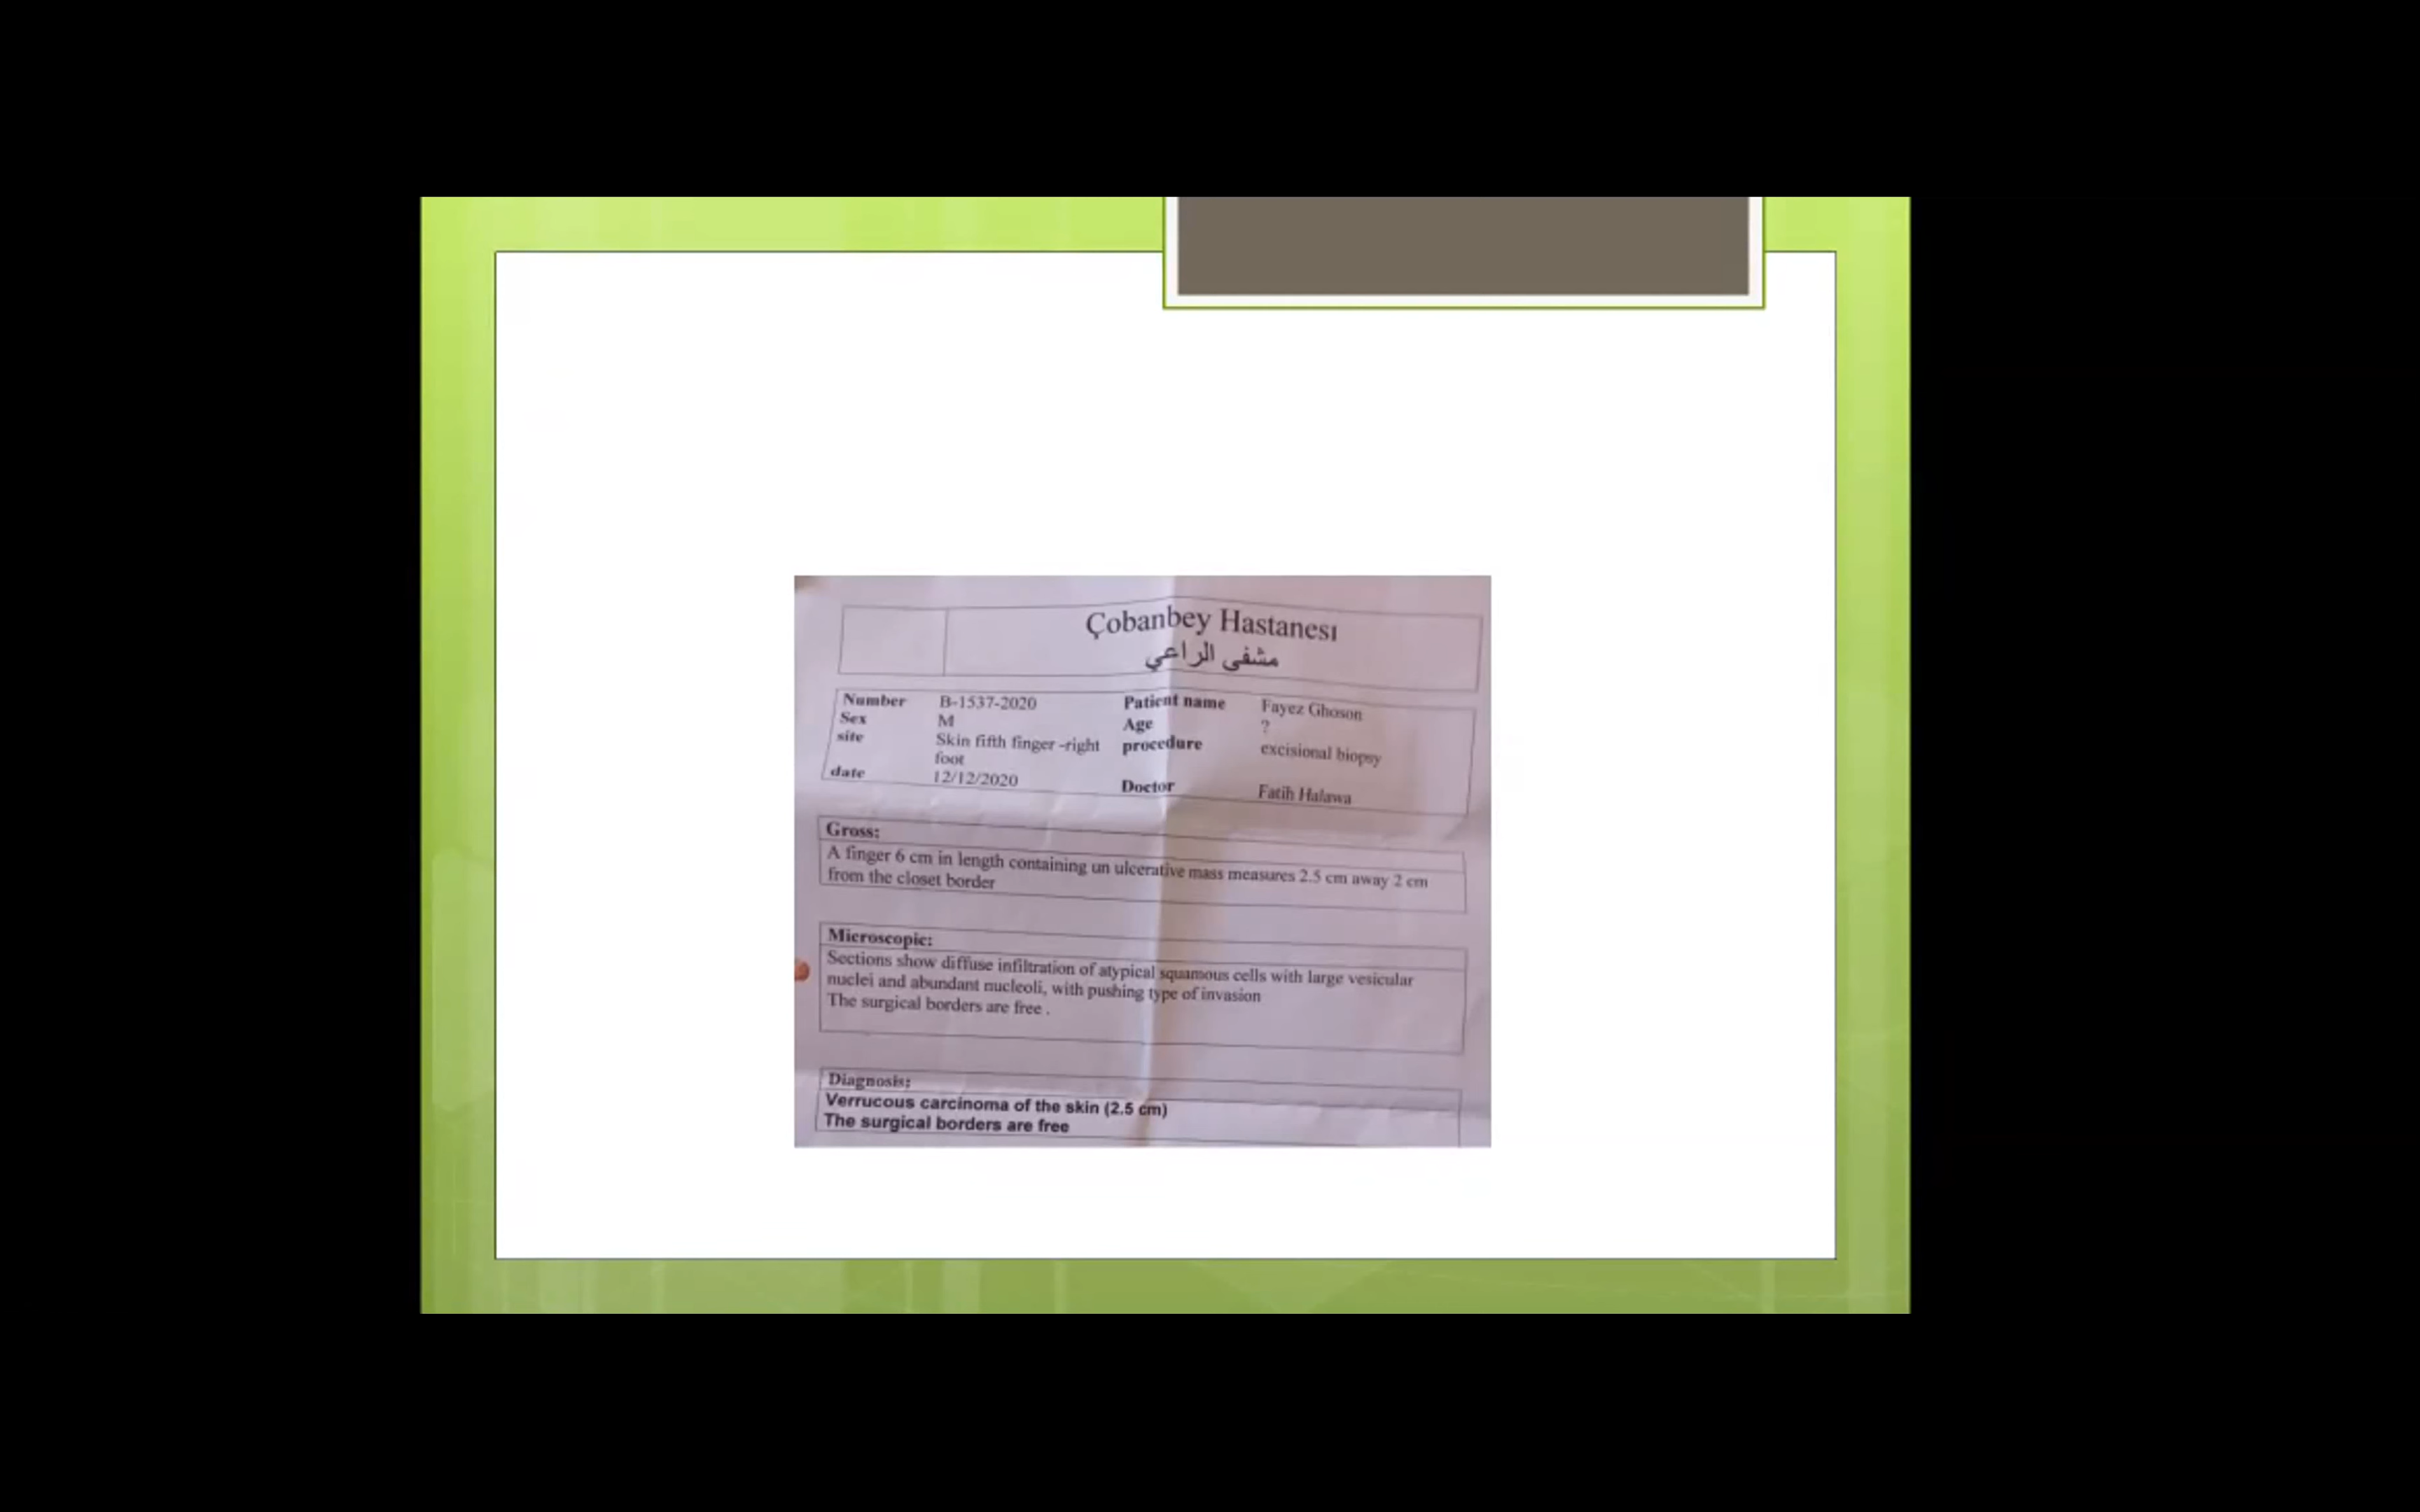 Çobanbey Hastanesı
مشفى الراعي
Number B-1537-2020 Patient name Fayez Ghoson
Sex M Age ?
site Skin fifth finger -right procedure excisional biopsy
foot
date 12/12/2020 Doctor Fatih Halawa
Gross:
A finger 6 cm in length containing un ulcerative mass measures 2.5 cm away 2 cm
from the closet border
Microscopic:
Sections show diffuse infiltration of atypical squamous cells with large vesicular
nuclei and abundant nucleoli, with pushing type of invasion
The surgical borders are free .
Diagnosis:
Verrucous carcinoma of the skin (2.5 cm)
The surgical borders are free